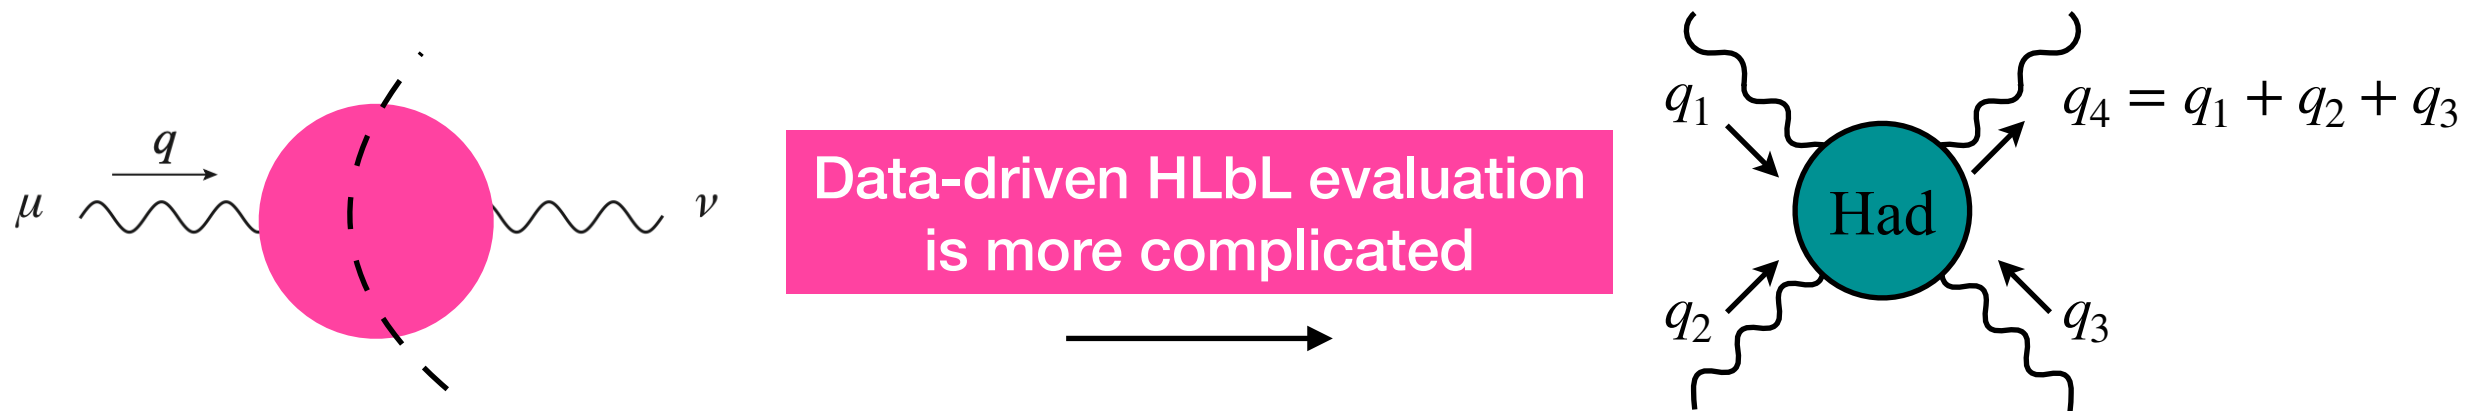 μ
q
ν
Data-driven HLbL evaluation
is more complicated
q₁
q₄ = q₁ + q₂ + q₃
Had
q₂
q₃